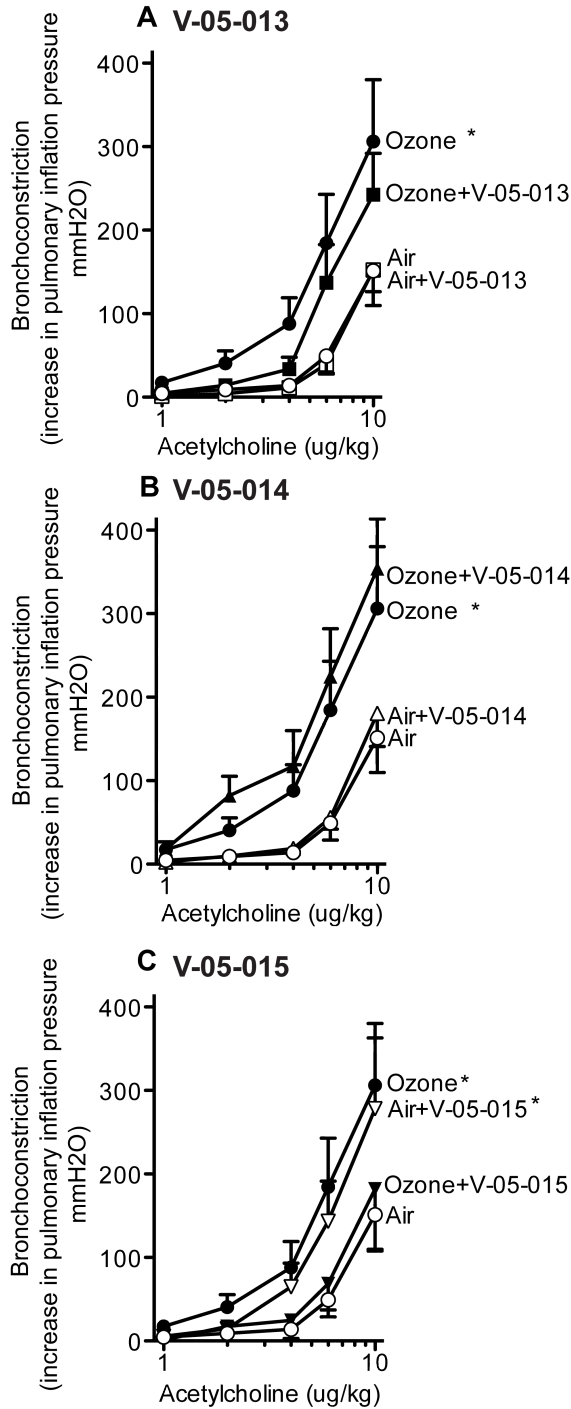 A V-05-013
Bronchoconstriction
(increase in pulmonary inflation pressure
mmH2O)
400
300
200
100
0
Ozone *
Ozone+V-05-013
Air
Air+V-05-013
1 10
Acetylcholine (ug/kg)
B V-05-014
Bronchoconstriction
(increase in pulmonary inflation pressure
mmH2O)
400
300
200
100
0
Ozone+V-05-014
Ozone *
Air+V-05-014
Air
1 10
Acetylcholine (ug/kg)
C V-05-015
Bronchoconstriction
(increase in pulmonary inflation pressure
mmH2O)
400
300
200
100
0
Ozone*
Air+V-05-015*
Ozone+V-05-015
Air
1 10
Acetylcholine (ug/kg)